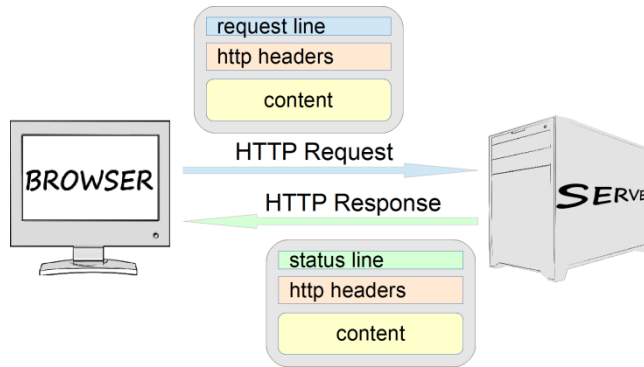 request line
http headers
content
HTTP Request
BROWSER
SERVE
HTTP Response
status line
http headers
content